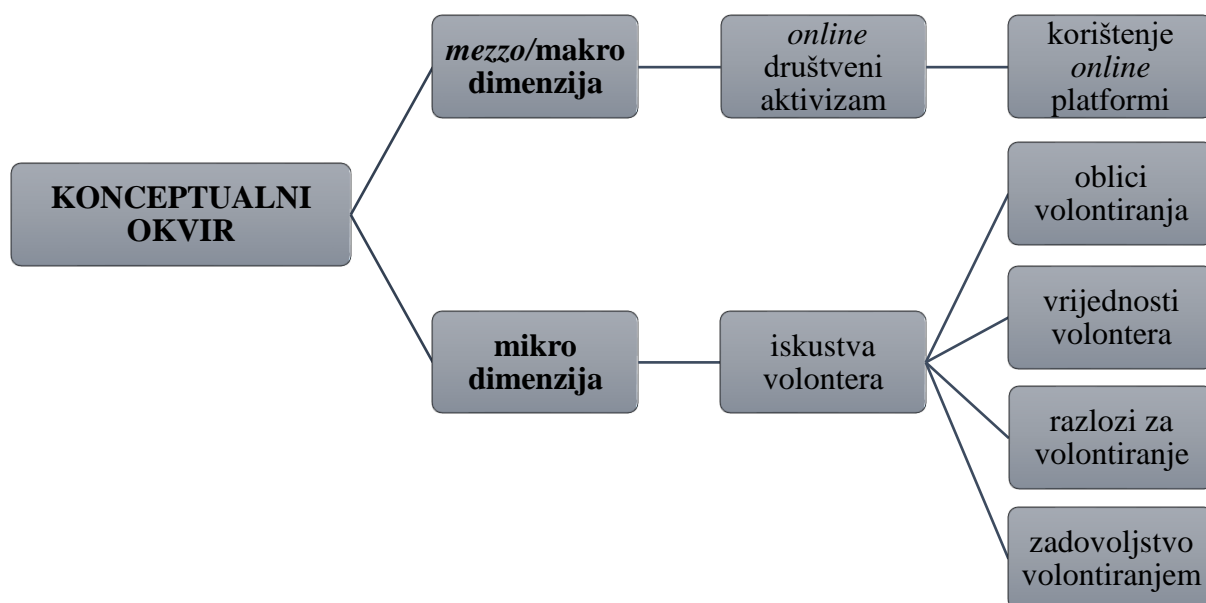 KONCEPTUALNI
OKVIR
mezzo/makro
dimenzija
online
društveni
aktivizam
korištenje
online
platformi
mikro
dimenzija
iskustva
volontera
oblici
volontiranja
vrijednosti
volontera
razlozi za
volontiranje
zadovoljstvo
volontiranjem